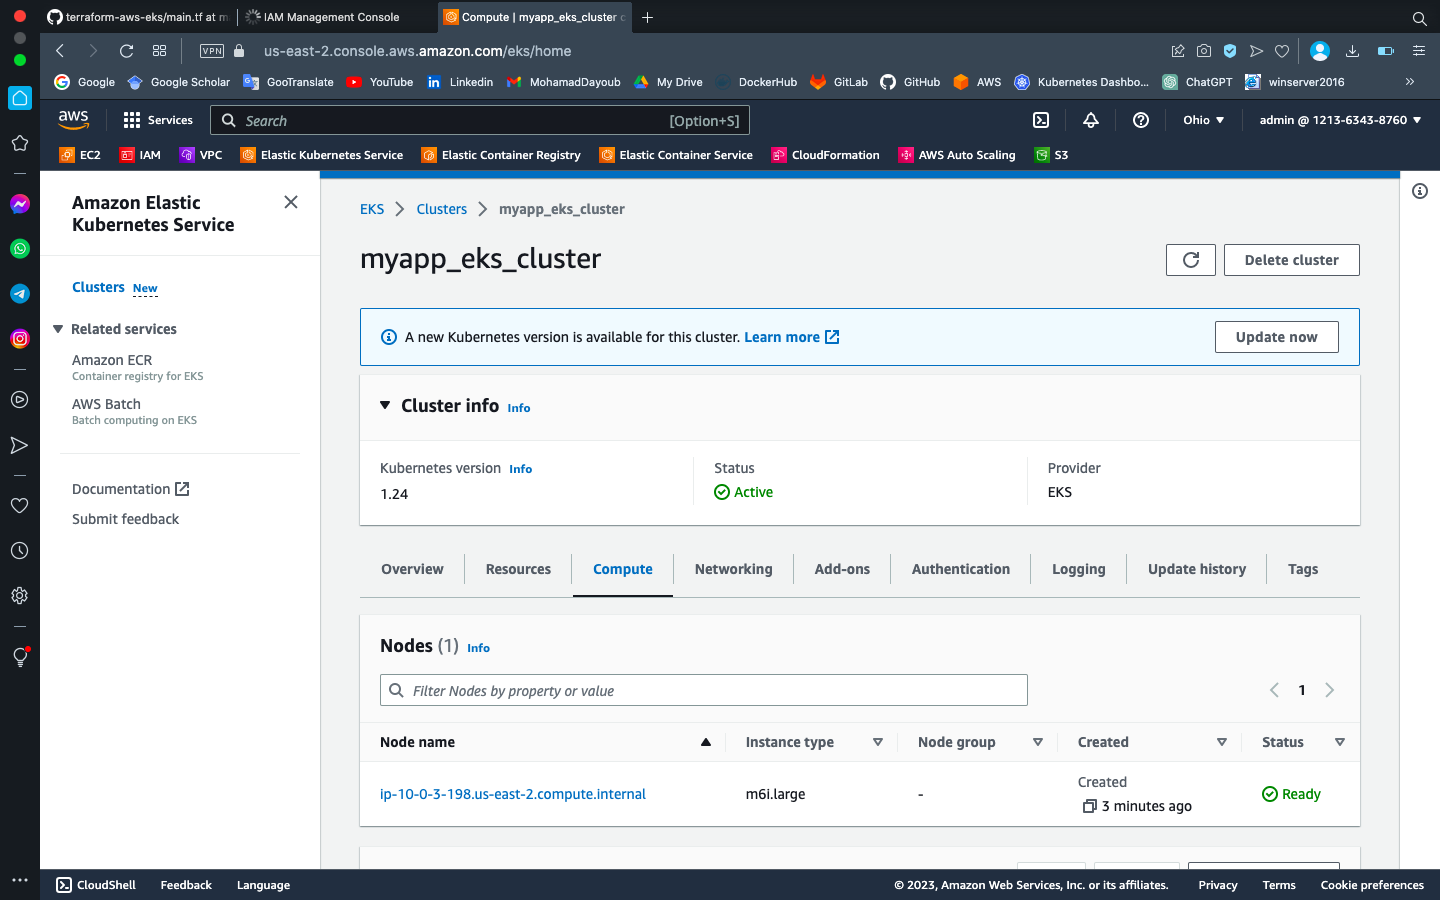 terraform-aws-eks/main.tf at m
IAM Management Console
Compute | myapp_eks_cluster c
VPN
us-east-2.console.aws.amazon.com/eks/home
Google
Google Scholar
GooTranslate
YouTube
Linkedin
MohamadDayoub
My Drive
DockerHub
GitLab
GitHub
AWS
Kubernetes Dashbo...
ChatGPT
winserver2016
aws
Services
Search
[Option+S]
Ohio
admin @ 1213-6343-8760
EC2
IAM
VPC
Elastic Kubernetes Service
Elastic Container Registry
Elastic Container Service
CloudFormation
AWS Auto Scaling
S3
Amazon Elastic
Kubernetes Service
Clusters New
Related services
Amazon ECR
Container registry for EKS
AWS Batch
Batch computing on EKS
Documentation
Submit feedback
EKS
Clusters
myapp_eks_cluster
myapp_eks_cluster
Delete cluster
A new Kubernetes version is available for this cluster. Learn more
Update now
Cluster info Info
Kubernetes version Info
1.24
Status
Active
Provider
EKS
Overview
Resources
Compute
Networking
Add-ons
Authentication
Logging
Update history
Tags
Nodes (1) Info
Filter Nodes by property or value
1
Node name
Instance type
Node group
Created
Status
ip-10-0-3-198.us-east-2.compute.internal
m6i.large
-
Created
3 minutes ago
Ready
CloudShell
Feedback
Language
© 2023, Amazon Web Services, Inc. or its affiliates.
Privacy
Terms
Cookie preferences